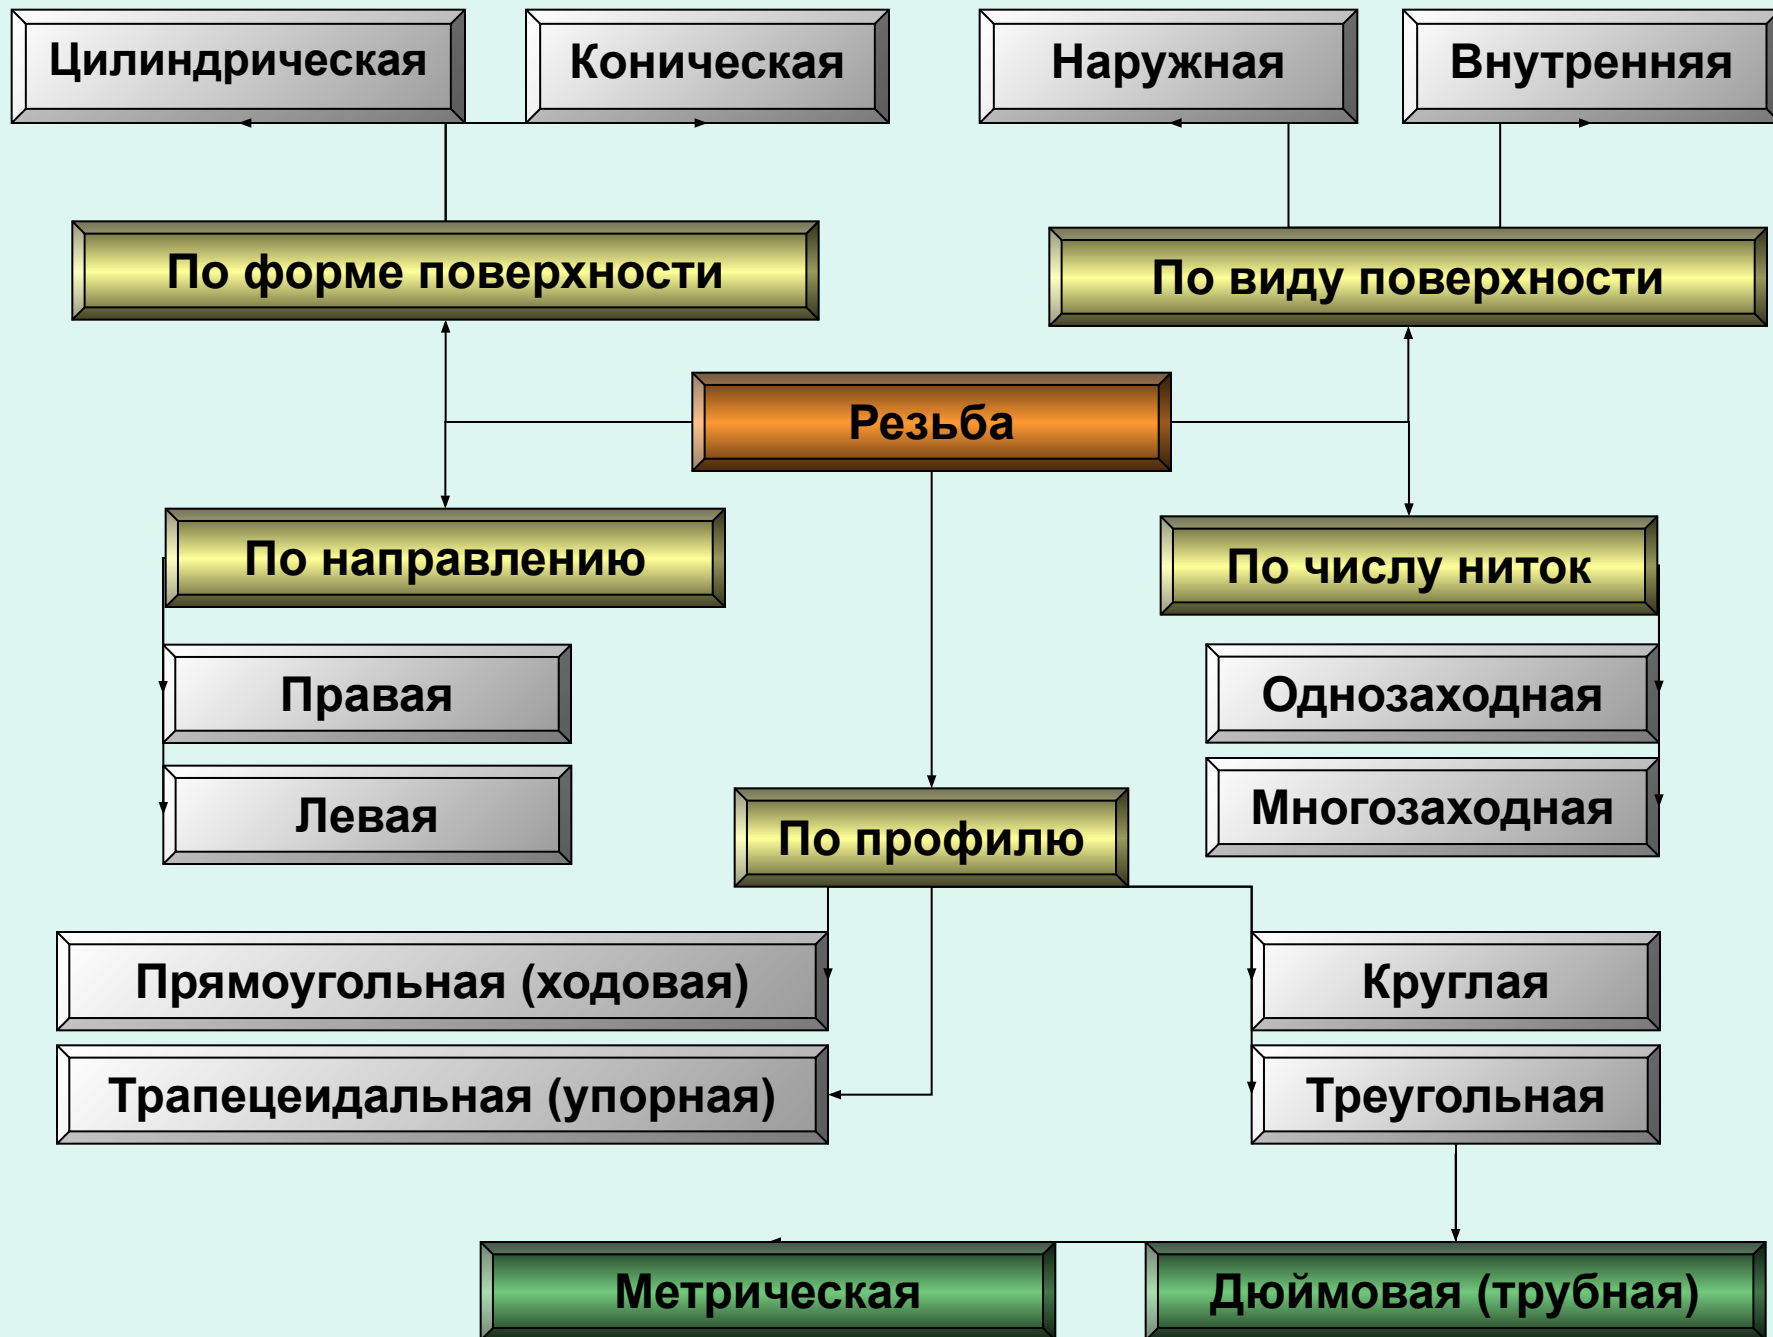 Цилиндрическая
Коническая
Наружная
Внутренняя
По форме поверхности
По виду поверхности
Резьба
По направлению
По числу ниток
Правая
Однозаходная
Левая
Многозаходная
По профилю
Прямоугольная (ходовая)
Круглая
Трапецеидальная (упорная)
Треугольная
Метрическая
Дюймовая (трубная)